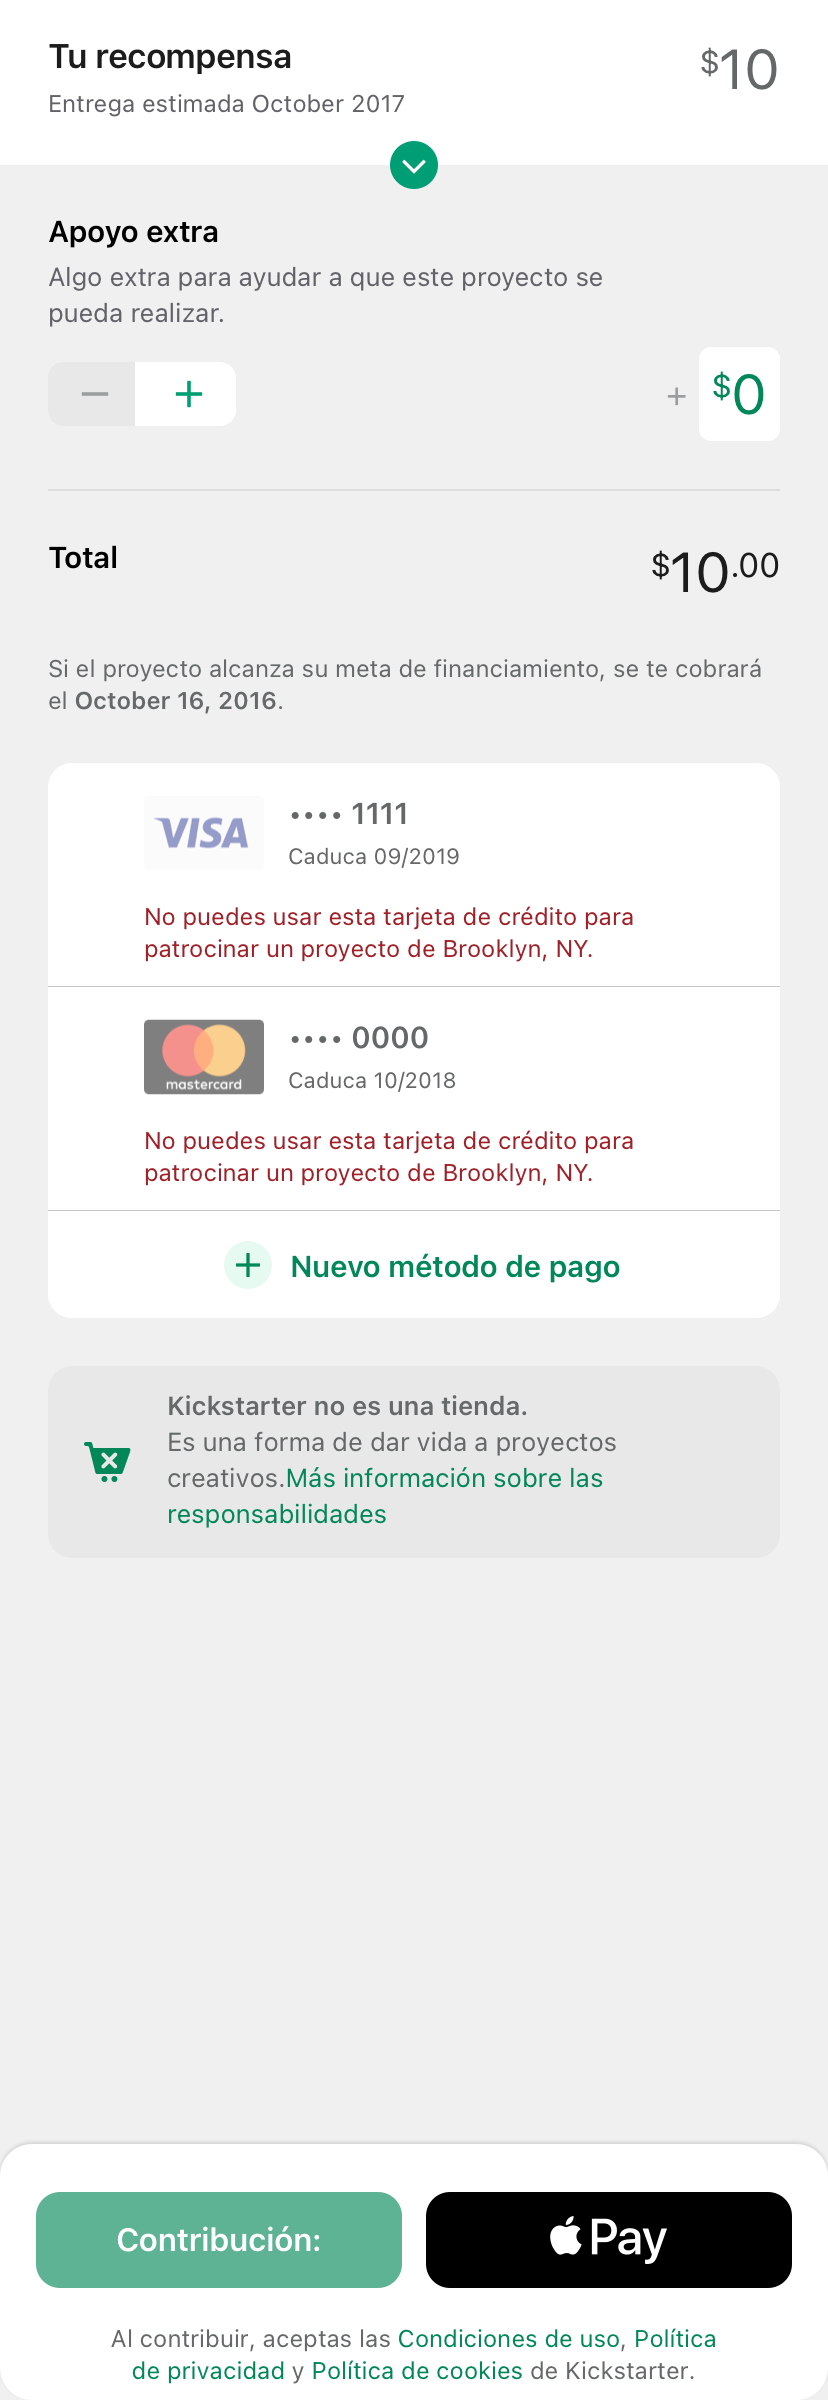 Tu recompensa
$10
Entrega estimada October 2017
Apoyo extra
Algo extra para ayudar a que este proyecto se
pueda realizar.
+ $0
Total
$10.00
Si el proyecto alcanza su meta de financiamiento, se te cobrará
el October 16, 2016.
VISA
•••• 1111
Caduca 09/2019
No puedes usar esta tarjeta de crédito para
patrocinar un proyecto de Brooklyn, NY.
mastercard
•••• 0000
Caduca 10/2018
No puedes usar esta tarjeta de crédito para
patrocinar un proyecto de Brooklyn, NY.
Nuevo método de pago
Kickstarter no es una tienda.
Es una forma de dar vida a proyectos
creativos.Más información sobre las
responsabilidades
Contribución:
Pay
Al contribuir, aceptas las Condiciones de uso, Política
de privacidad y Política de cookies de Kickstarter.